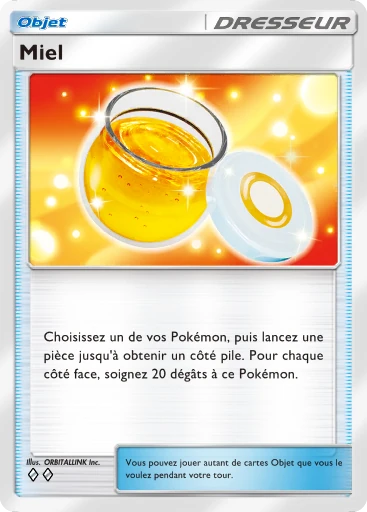 Objet
DRESSEUR
Miel
Choisissez un de vos Pokémon, puis lancez une
pièce jusqu'à obtenir un côté pile. Pour chaque
côté face, soignez 20 dégâts à ce Pokémon.
Illus. ORBITALLINK Inc.
Vous pouvez jouer autant de cartes Objet que vous le
voulez pendant votre tour.